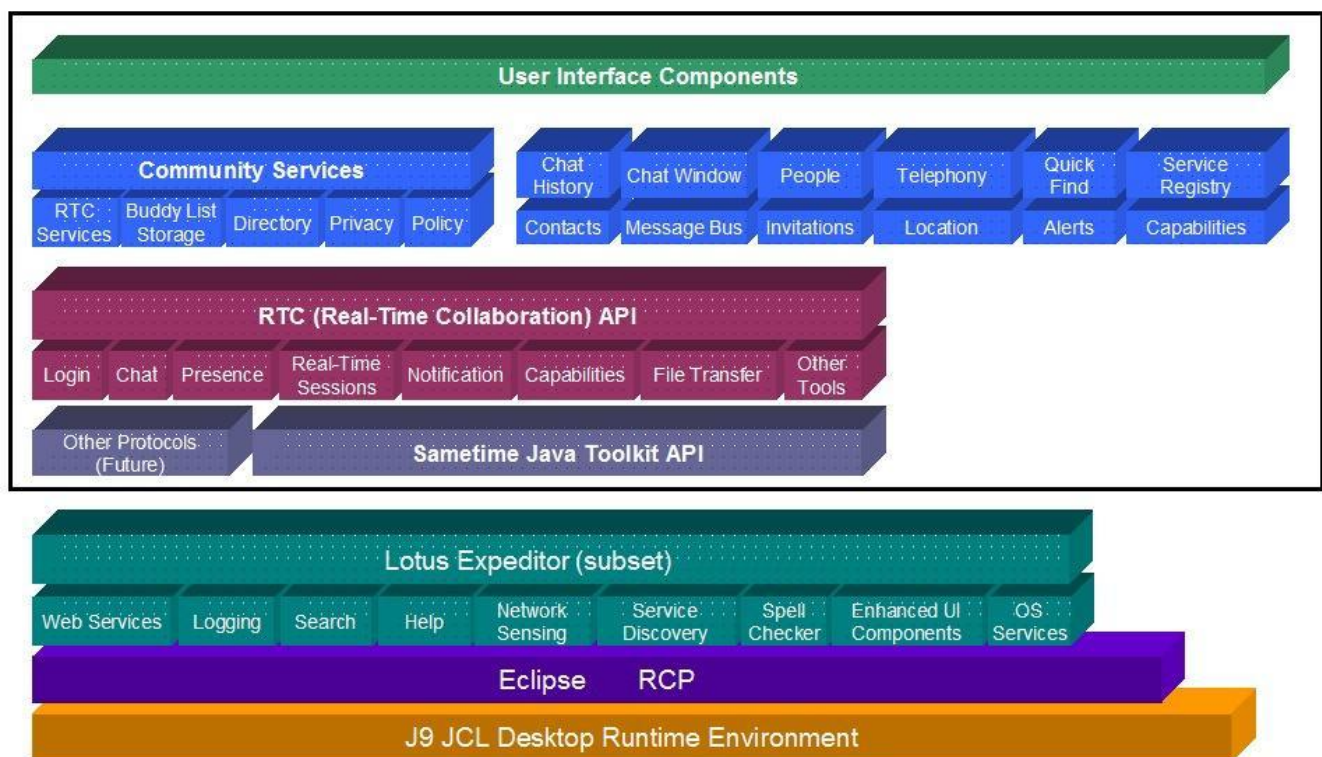 User Interface Components
Community Services
RTC
Services
Buddy List
Storage
Directory
Privacy
Policy
Chat
History
Chat Window
People
Telephony
Quick
Find
Service
Registry
Contacts
Message Bus
Invitations
Location
Alerts
Capabilities
RTC (Real-Time Collaboration) API
Login
Chat
Presence
Real-Time
Sessions
Notification
Capabilities
File Transfer
Other
Tools
Other Protocols
(Future)
Sametime Java Toolkit API
Lotus Expeditor (subset)
Web Services
Logging
Search
Help
Network
Sensing
Service
Discovery
Spell
Checker
Enhanced UI
Components
OS
Services
Eclipse RCP
J9 JCL Desktop Runtime Environment